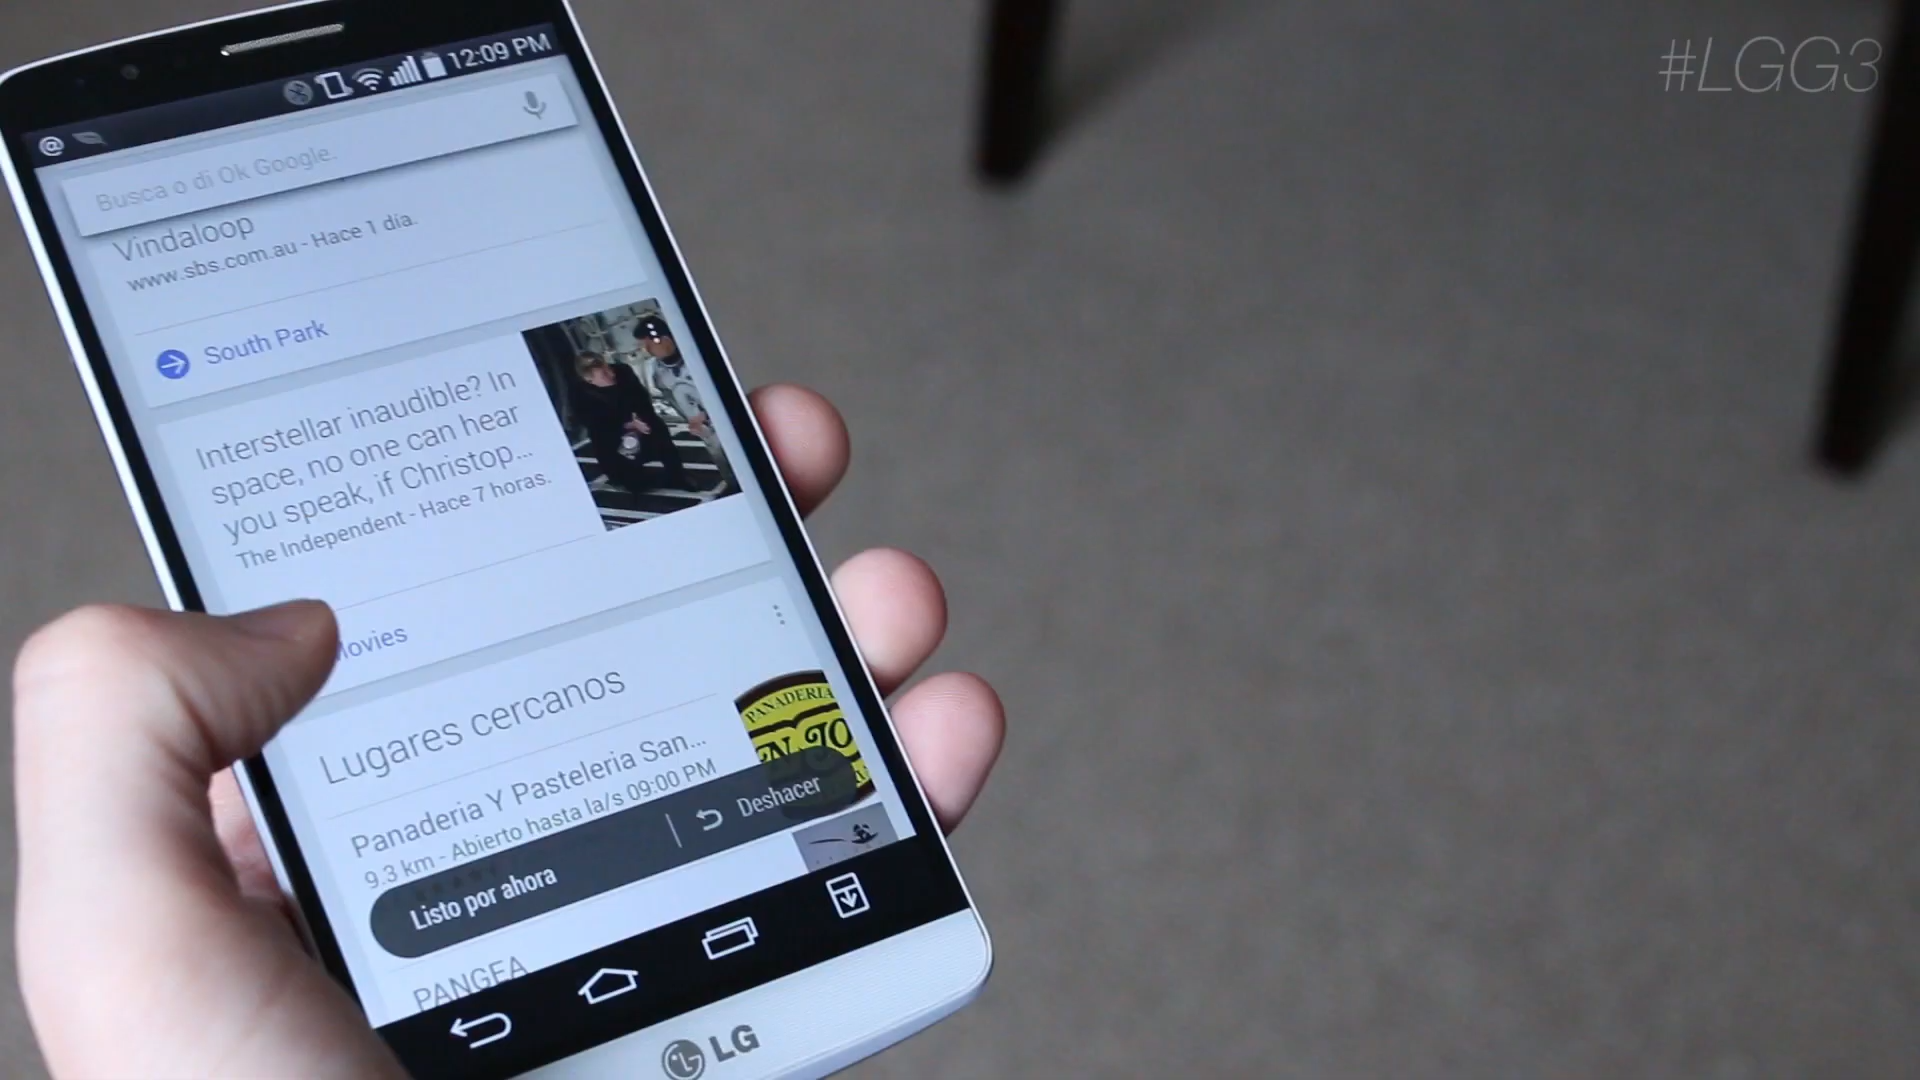 #LGG3
12:09 PM
@
Busca o di Ok Google.
Vindaloop
www.sbs.com.au - Hace 1 día.
South Park
Interstellar inaudible? In
space, no one can hear
you speak, if Christop...
The Independent - Hace 7 horas.
Movies
Lugares cercanos
Panaderia Y Pasteleria San...
9.3 km - Abierto hasta la/s 09:00 PM
PANADERIA
N JO
Listo por ahora
Deshacer
PANGEA
LG